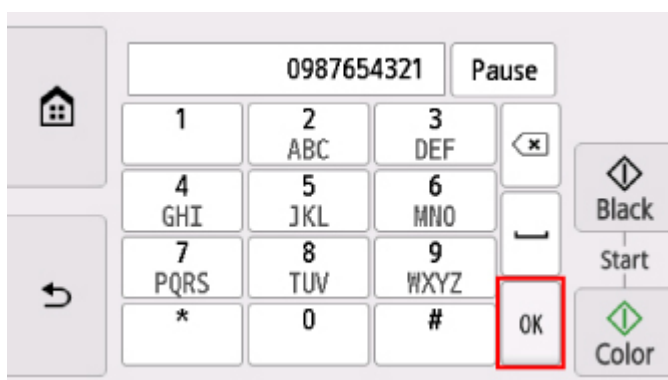 0987654321 Pause
1 2 3
ABC DEF
4 5 6
GHI JKL MNO
7 8 9
PQRS TUV WXYZ
* 0 # OK
Black
Start
Color